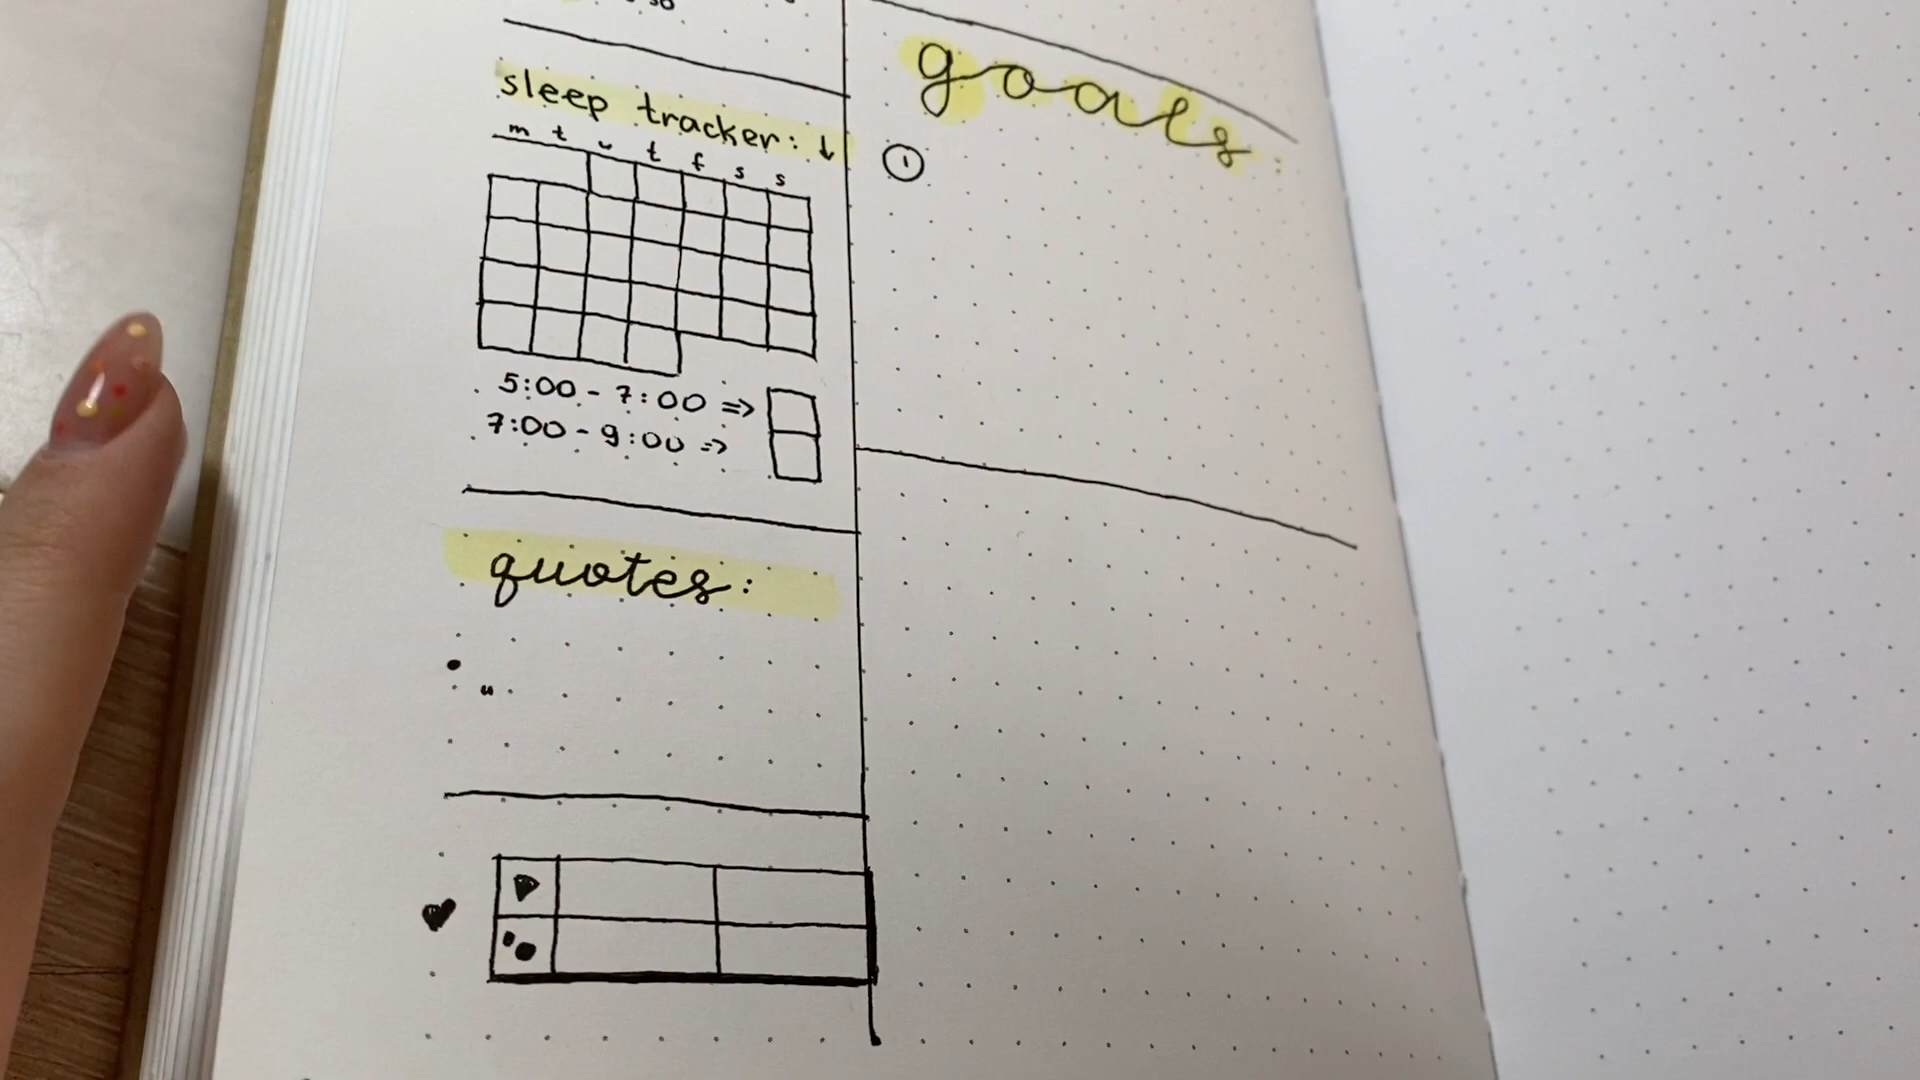 sleep tracker: ↓
m t w t f s s
5:00 - 7:00 =>
7:00 - 9:00 =>
quotes:
goals:
1